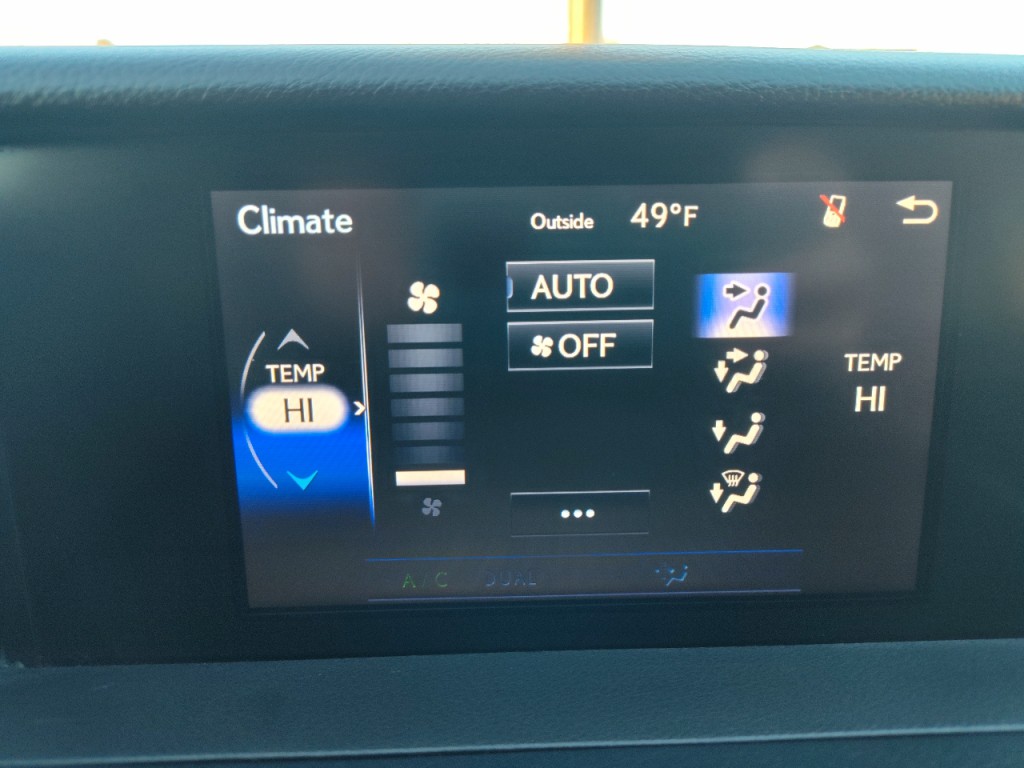 Climate
Outside 49°F
AUTO
OFF
TEMP
HI
TEMP
HI
•••
A/C DUAL